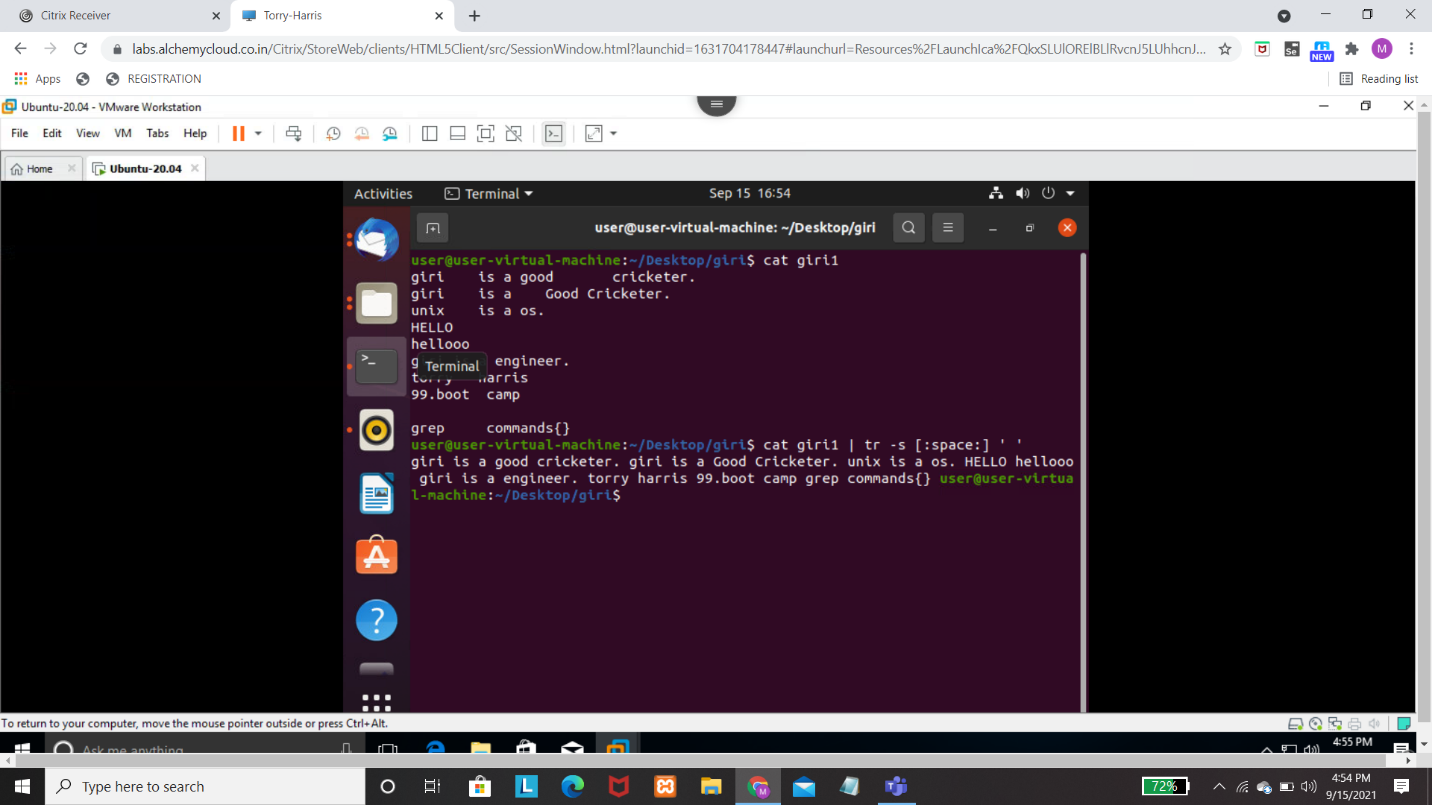 Citrix Receiver
Torry-Harris
labs.alchemycloud.co.in/Citrix/StoreWeb/clients/HTML5Client/src/SessionWindow.html?launchid=1631704178447#launchurl=Resources%2FLaunchIca%2FQkxSLUlORElBLlRvcnJ5LUhhcnJ...
Se
NEW
M
Apps
REGISTRATION
Reading list
Ubuntu-20.04 - VMware Workstation
File Edit View VM Tabs Help
Home
Ubuntu-20.04
Activities
Terminal
Sep 15 16:54
user@user-virtual-machine: ~/Desktop/giri
user@user-virtual-machine:~/Desktop/giri$ cat giri1
giri    is a good       cricketer.
giri    is a    Good Cricketer.
unix    is a os.
HELLO
hellooo
engineer.
Terminal
harris
99.boot  camp
grep     commands{}
user@user-virtual-machine:~/Desktop/giri$ cat giri1 | tr -s [:space:] ' '
giri is a good cricketer. giri is a Good Cricketer. unix is a os. HELLO hellooo
 giri is a engineer. torry harris 99.boot camp grep commands{} user@user-virtua
l-machine:~/Desktop/giri$
To return to your computer, move the mouse pointer outside or press Ctrl+Alt.
Ask me anything
4:55 PM
Type here to search
L
M
72%
4:54 PM
9/15/2021